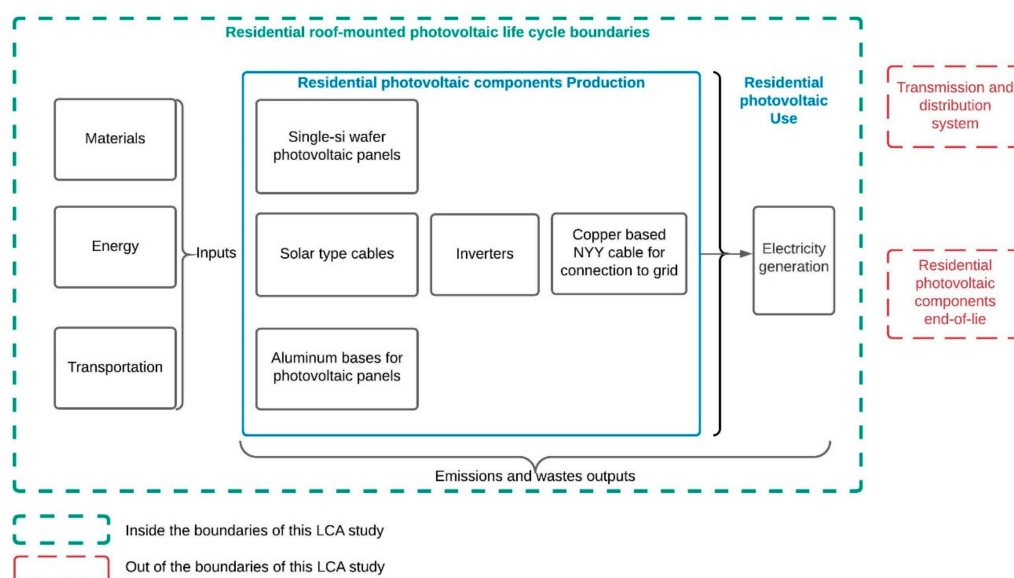 Residential roof-mounted photovoltaic life cycle boundaries
Residential photovoltaic components Production
Residential
photovoltaic
Use
Transmission and
distribution
system
Materials
Single-si wafer
photovoltaic panels
Energy
Inputs
Solar type cables
Inverters
Copper based
NYY cable for
connection to grid
Electricity
generation
Residential
photovoltaic
components
end-of-lie
Transportation
Aluminum bases for
photovoltaic panels
Emissions and wastes outputs
Inside the boundaries of this LCA study
Out of the boundaries of this LCA study